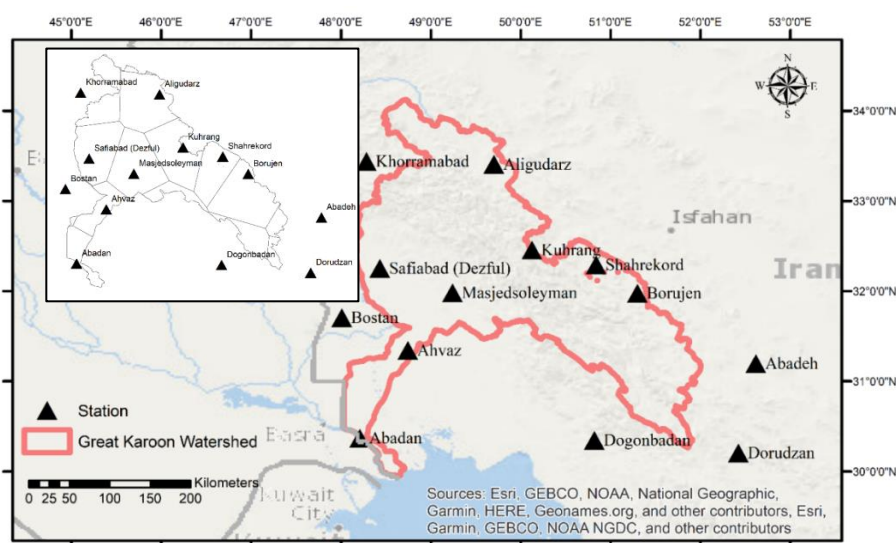 45°0'0"E 46°0'0"E 47°0'0"E 48°0'0"E 49°0'0"E 50°0'0"E 51°0'0"E 52°0'0"E 53°0'0"E
N
W E
S
Khorramabad
Aligudarz
Kuhrang
Safiabad (Dezful)
Shahrekord
Masjedsoleyman
Borujen
Bostan
Ahvaz
Abadeh
Abadan
Dogonbadan
Dorudzan
34°0'0"N
Khorramabad
Aligudarz
33°0'0"N
Isfahan
Kuhrang
Shahrekord
Iran
Safiabad (Dezful)
32°0'0"N
Masjedsoleyman
Borujen
Bostan
Ahvaz
Abadeh
31°0'0"N
Station
Great Karoon Watershed
Basra
Abadan
Dogonbadan
Dorudzan
30°0'0"N
Kilometers
0 25 50 100 150 200
Kuwait
City
Kuwait
Sources: Esri, GEBCO, NOAA, National Geographic,
Garmin, HERE, Geonames.org, and other contributors, Esri,
Garmin, GEBCO, NOAA NGDC, and other contributors